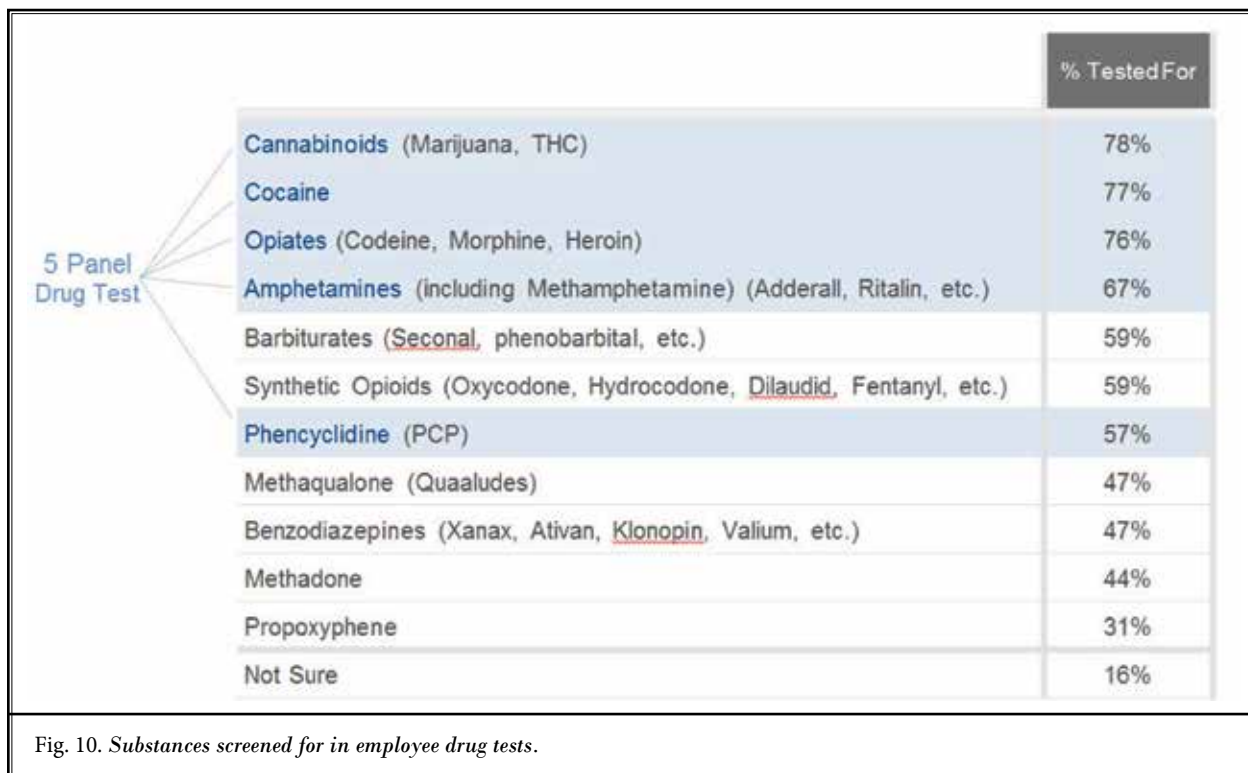 % Tested For
Cannabinoids (Marijuana, THC) 78%
Cocaine 77%
Opiates (Codeine, Morphine, Heroin) 76%
5 Panel
Drug Test
Amphetamines (including Methamphetamine) (Adderall, Ritalin, etc.) 67%
Barbiturates (Seconal, phenobarbital, etc.) 59%
Synthetic Opioids (Oxycodone, Hydrocodone, Dilaudid, Fentanyl, etc.) 59%
Phencyclidine (PCP) 57%
Methaqualone (Quaaludes) 47%
Benzodiazepines (Xanax, Ativan, Klonopin, Valium, etc.) 47%
Methadone 44%
Propoxyphene 31%
Not Sure 16%
Fig. 10. Substances screened for in employee drug tests.